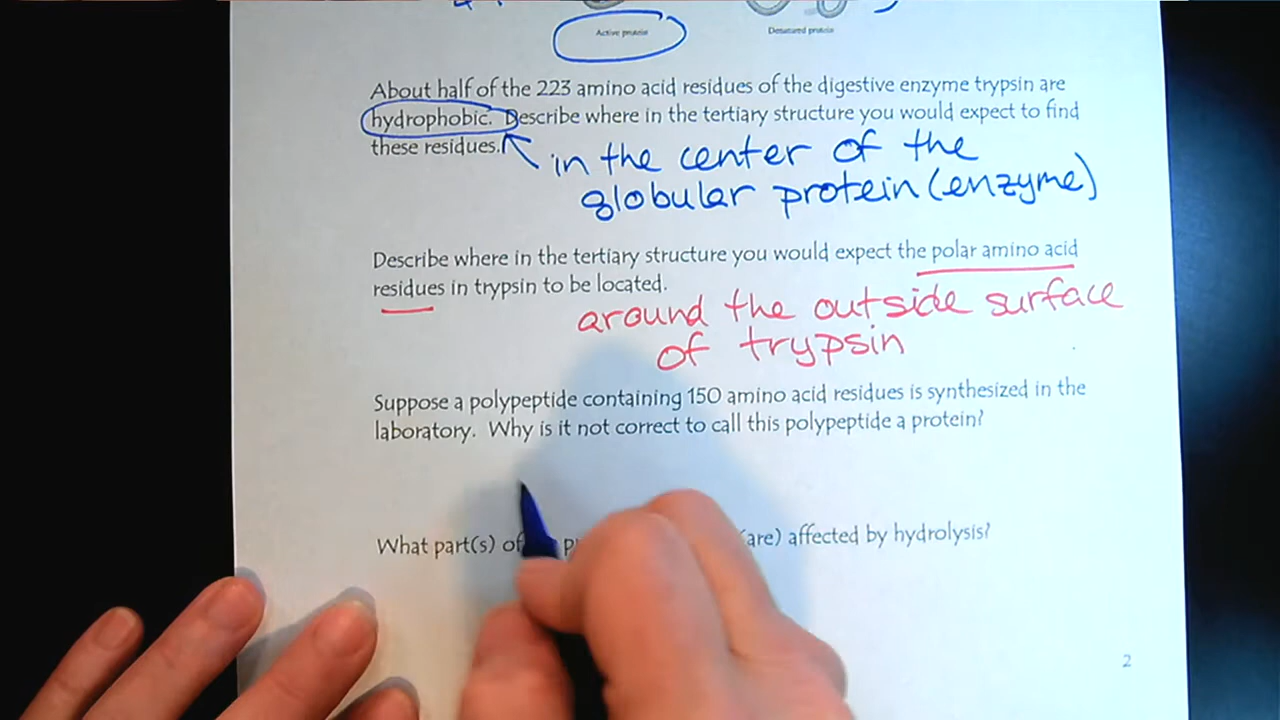 Active protein
Denatured protein
About half of the 223 amino acid residues of the digestive enzyme trypsin are
hydrophobic. Describe where in the tertiary structure you would expect to find
these residues.
in the center of the
globular protein (enzyme)
Describe where in the tertiary structure you would expect the polar amino acid
residues in trypsin to be located.
around the outside surface
of trypsin
Suppose a polypeptide containing 150 amino acid residues is synthesized in the
laboratory. Why is it not correct to call this polypeptide a protein?
What part(s) of (are) affected by hydrolysis?
2